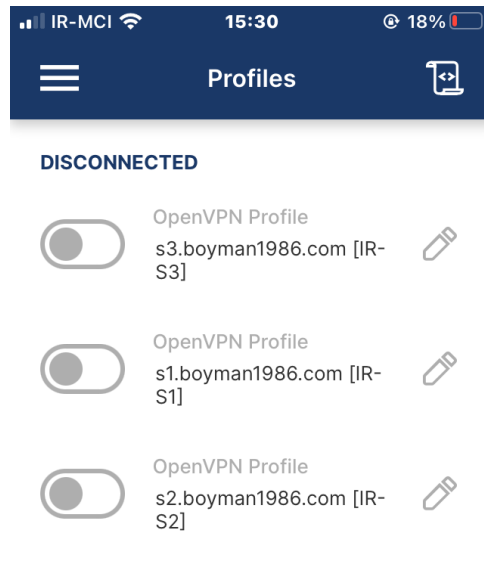 IR-MCI 15:30 18%
Profiles
DISCONNECTED
OpenVPN Profile
s3.boyman1986.com [IR-
S3]
OpenVPN Profile
s1.boyman1986.com [IR-
S1]
OpenVPN Profile
s2.boyman1986.com [IR-
S2]